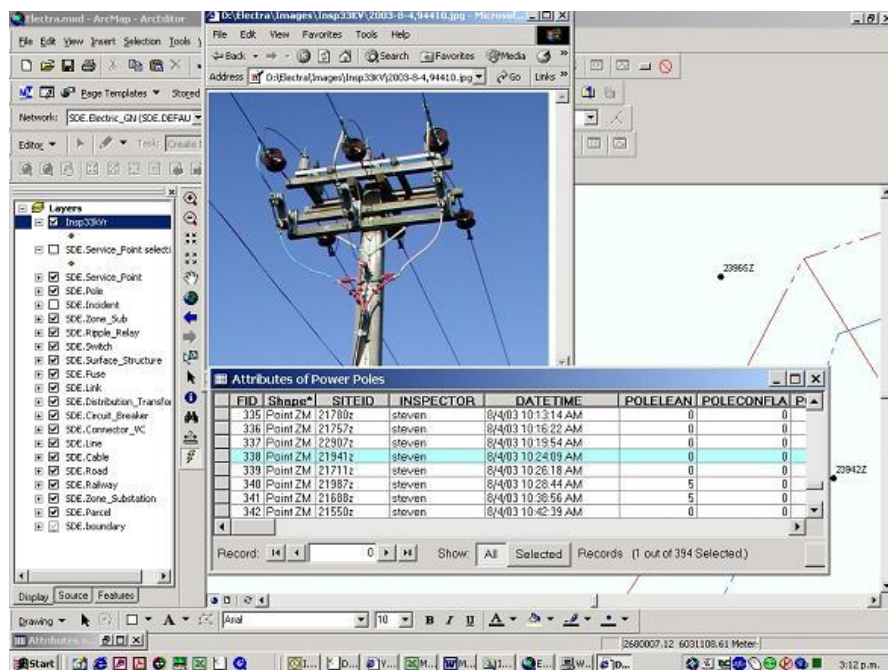 Electra.mxd - ArcMap - ArcEditor
D:\Electra\Images\Insp33KV\2003-8-4,94410.jpg - Microsof...
File Edit View Insert Selection Tools
File Edit View Favorites Tools Help
Back Search Favorites Media
Address D:\Electra\Images\Insp33KV\2003-8-4,94410.jpg Go Links
Page Templates Stored
Network: SDE.Electric_GN (SDE.DEFAU
Editor Task: Create
Layers
Insp33kVr
SDE.Service_Point selecti
SDE.Service_Point
SDE.Pole
SDE.Incident
SDE.Zone_Sub
SDE.Ripple_Relay
SDE.Switch
SDE.Surface_Structure
SDE.Fuse
SDE.Link
SDE.Distribution_Transfo
SDE.Circuit_Breaker
SDE.Connector_VC
SDE.Line
SDE.Cable
SDE.Road
SDE.Railway
SDE.Zone_Substation
SDE.Parcel
SDE.boundary
Display Source Features
23965Z
23942Z
Attributes of Power Poles
FID Shape* SITEID INSPECTOR DATETIME POLELEAN POLECONFLA
335 Point ZM 21780z steven 8/4/03 10:13:14 AM 0 0
336 Point ZM 21757z steven 8/4/03 10:16:22 AM 0 0
337 Point ZM 22907z steven 8/4/03 10:19:54 AM 0 0
338 Point ZM 21941z steven 8/4/03 10:24:09 AM 0 0
339 Point ZM 21711z steven 8/4/03 10:26:18 AM 0 0
340 Point ZM 21987z steven 8/4/03 10:28:44 AM 5 0
341 Point ZM 21688z steven 8/4/03 10:38:56 AM 5 0
342 Point ZM 21550z steven 8/4/03 10:42:39 AM 0 0
Record: 0 Show: All Selected Records (1 out of 394 Selected.)
Drawing A Arial 10 B I U A
Attributes
2680007.12 6031108.61 Meter
Start 3:12 p.m.